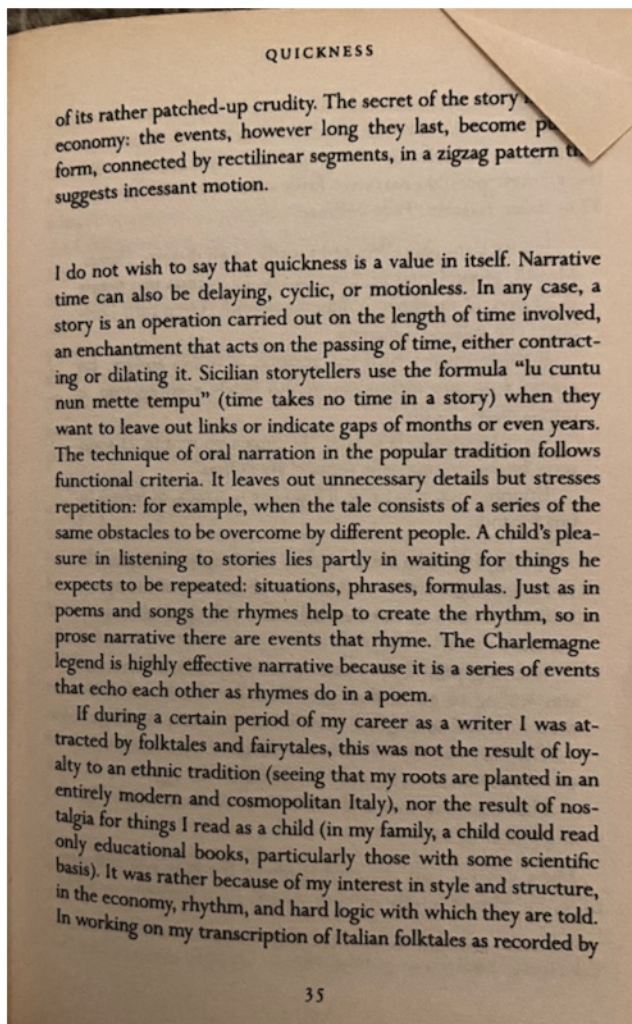 QUICKNESS
of its rather patched-up crudity. The secret of the story
economy: the events, however long they last, become
form, connected by rectilinear segments, in a zigzag pattern
suggests incessant motion.
I do not wish to say that quickness is a value in itself. Narrative
time can also be delaying, cyclic, or motionless. In any case, a
story is an operation carried out on the length of time involved,
an enchantment that acts on the passing of time, either contract-
ing or dilating it. Sicilian storytellers use the formula “lu cuntu
nun mette tempu” (time takes no time in a story) when they
want to leave out links or indicate gaps of months or even years.
The technique of oral narration in the popular tradition follows
functional criteria. It leaves out unnecessary details but stresses
repetition: for example, when the tale consists of a series of the
same obstacles to be overcome by different people. A child’s plea-
sure in listening to stories lies partly in waiting for things he
expects to be repeated: situations, phrases, formulas. Just as in
poems and songs the rhymes help to create the rhythm, so in
prose narrative there are events that rhyme. The Charlemagne
legend is highly effective narrative because it is a series of events
that echo each other as rhymes do in a poem.
If during a certain period of my career as a writer I was at-
tracted by folktales and fairytales, this was not the result of loy-
alty to an ethnic tradition (seeing that my roots are planted in an
entirely modern and cosmopolitan Italy), nor the result of nos-
talgia for things I read as a child (in my family, a child could read
only educational books, particularly those with some scientific
basis). It was rather because of my interest in style and structure,
in the economy, rhythm, and hard logic with which they are told.
In working on my transcription of Italian folktales as recorded by
35